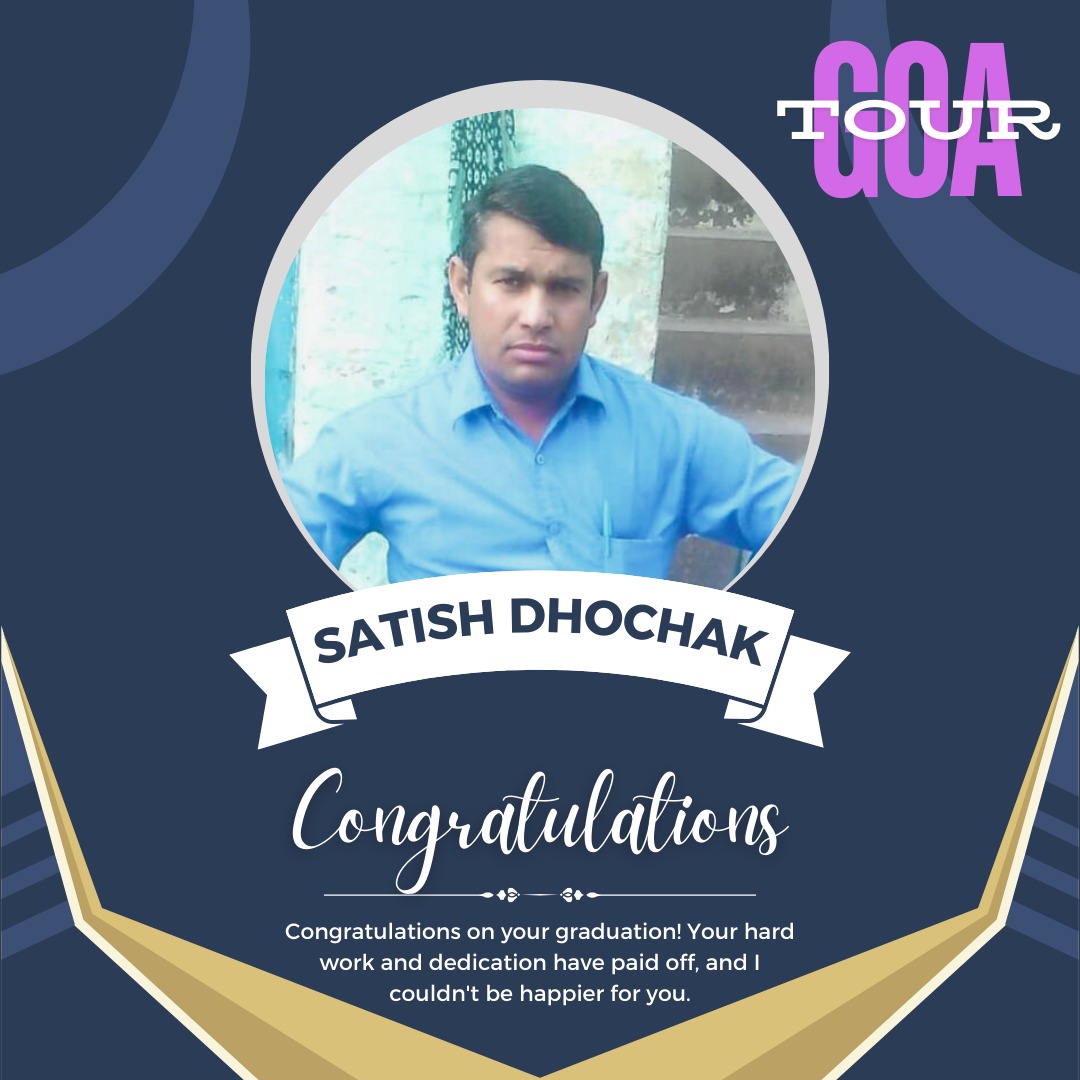 GOA
TOUR
SATISH DHOCHAK
Congratulations
Congratulations on your graduation! Your hard
work and dedication have paid off, and I
couldn't be happier for you.